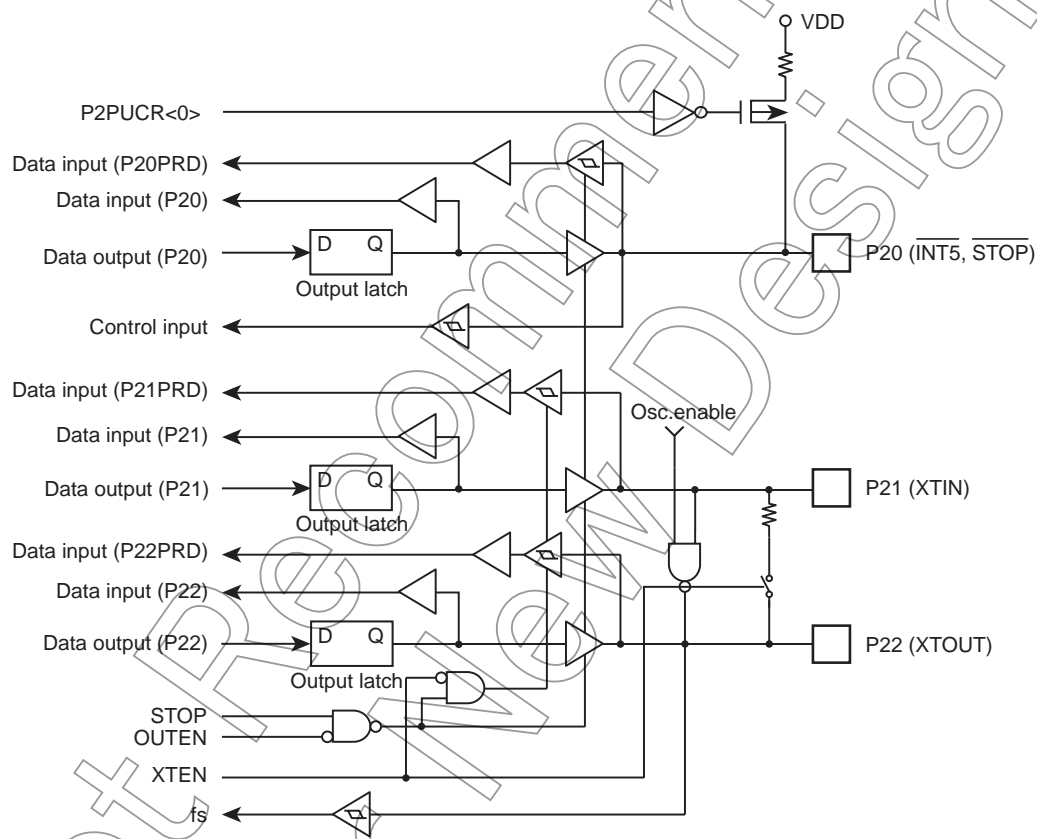 VDD
P2PUCR<0>
Data input (P20PRD)
Data input (P20)
D Q
Data output (P20)
P20 (INT5, STOP)
Output latch
Control input
Data input (P21PRD)
Osc.enable
Data input (P21)
D Q
Data output (P21)
P21 (XTIN)
Output latch
Data input (P22PRD)
Data input (P22)
D Q
Data output (P22)
P22 (XTOUT)
Output latch
STOP
OUTEN
XTEN
fs